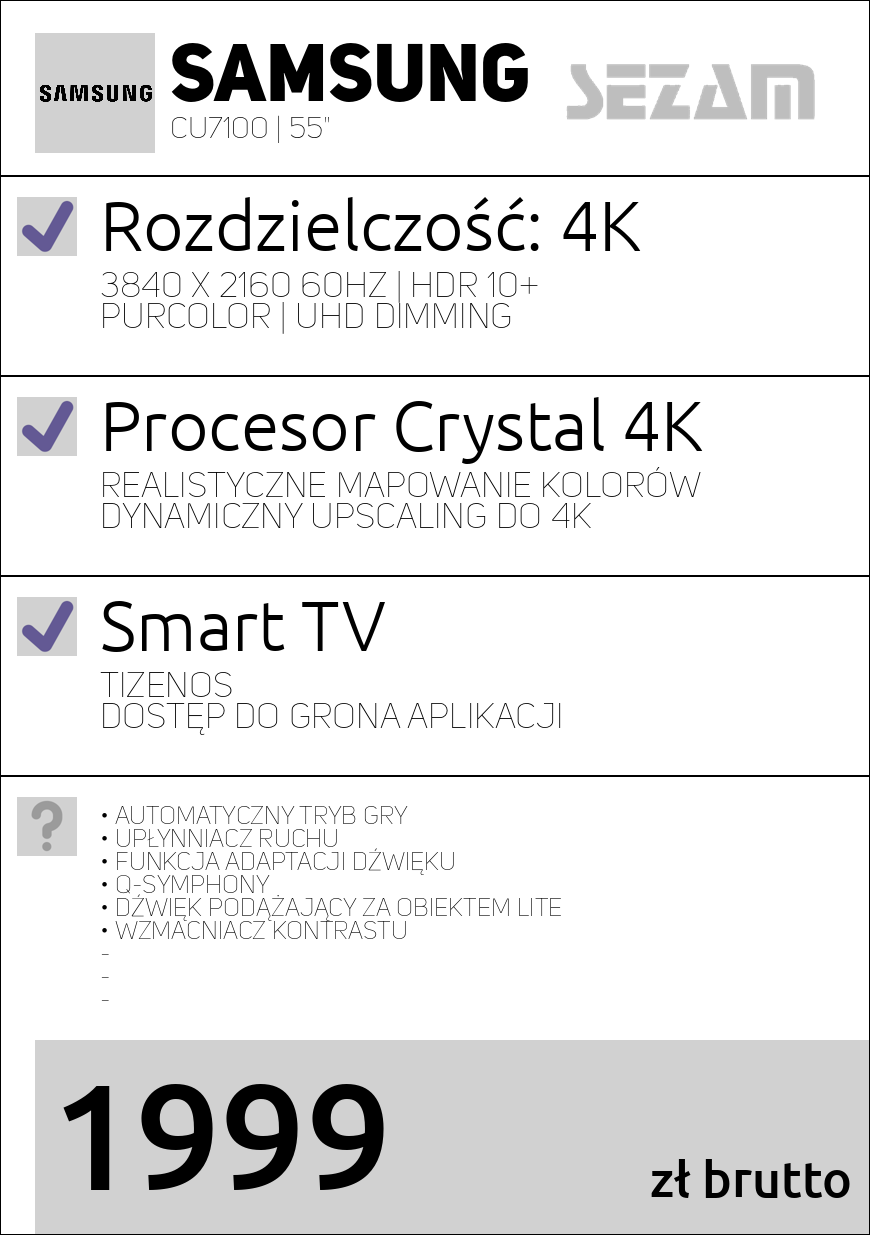 SAMSUNG
SAMSUNG
SEZAM
CU7100 | 55"
Rozdzielczość: 4K
3840 X 2160 60HZ | HDR 10+
PURCOLOR | UHD DIMMING
Procesor Crystal 4K
REALISTYCZNE MAPOWANIE KOLORÓW
DYNAMICZNY UPSCALING DO 4K
Smart TV
TIZENOS
DOSTĘP DO GRONA APLIKACJI
?
• AUTOMATYCZNY TRYB GRY
• UPŁYNNIACZ RUCHU
• FUNKCJA ADAPTACJI DŹWIĘKU
• Q-SYMPHONY
• DŹWIĘK PODĄŻAJĄCY ZA OBIEKTEM LITE
• WZMACNIACZ KONTRASTU
-
-
-
1999
zł brutto